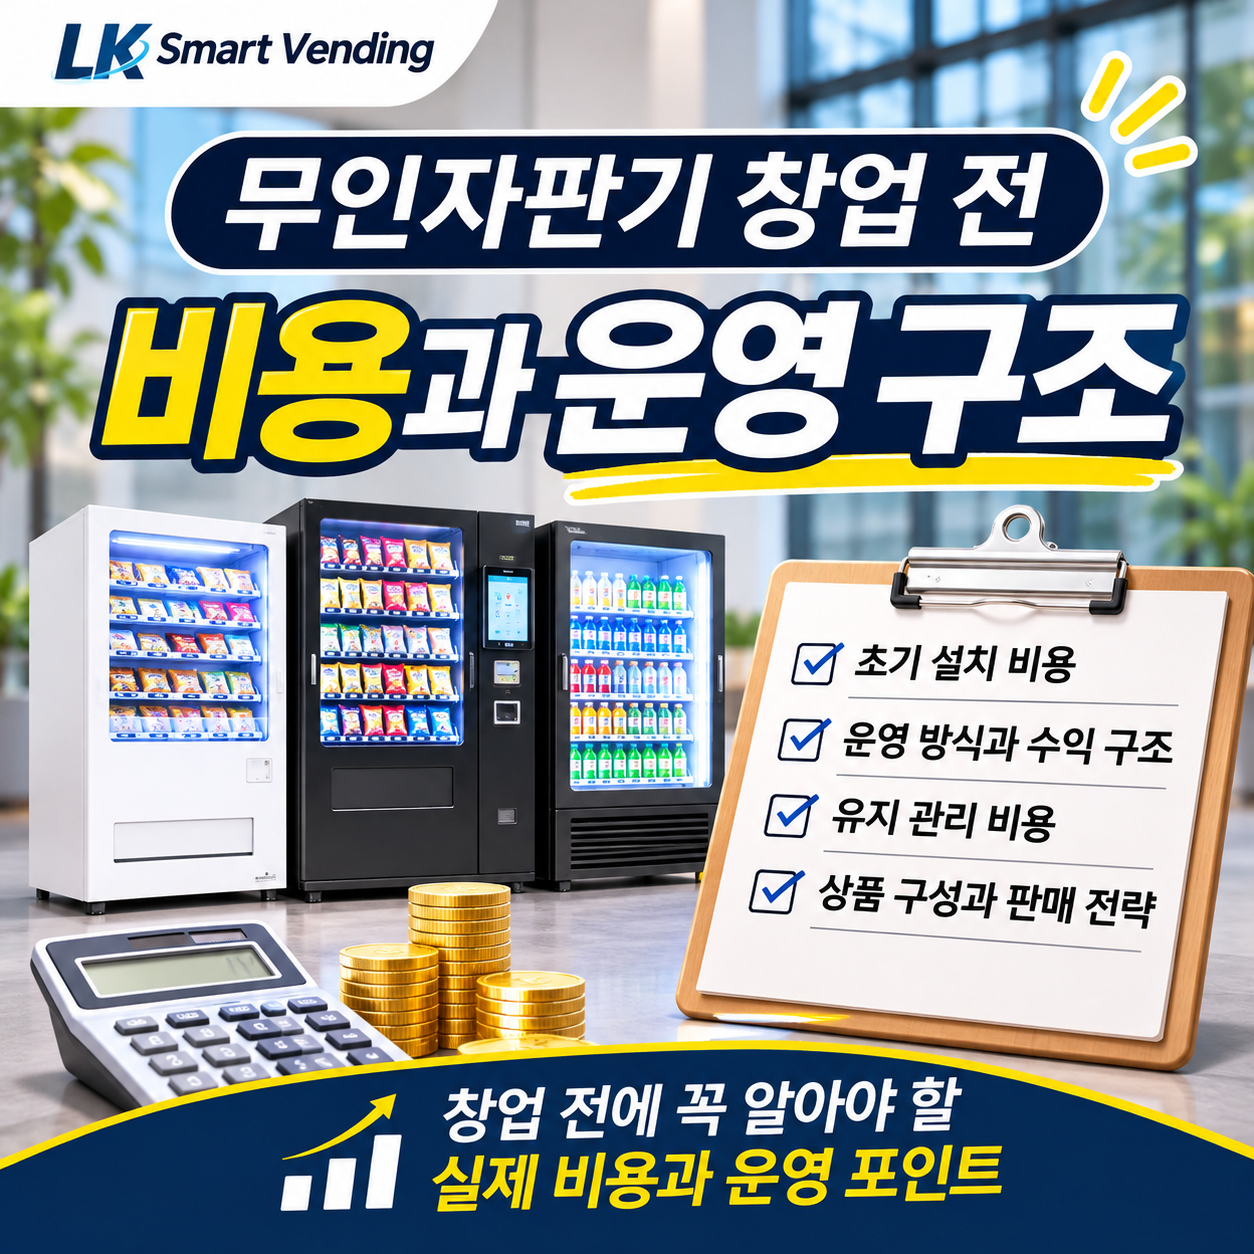 LK Smart Vending
무인자판기 창업 전
비용과 운영 구조
초기 설치 비용
운영 방식과 수익 구조
유지 관리 비용
상품 구성과 판매 전략
창업 전에 꼭 알아야 할
실제 비용과 운영 포인트